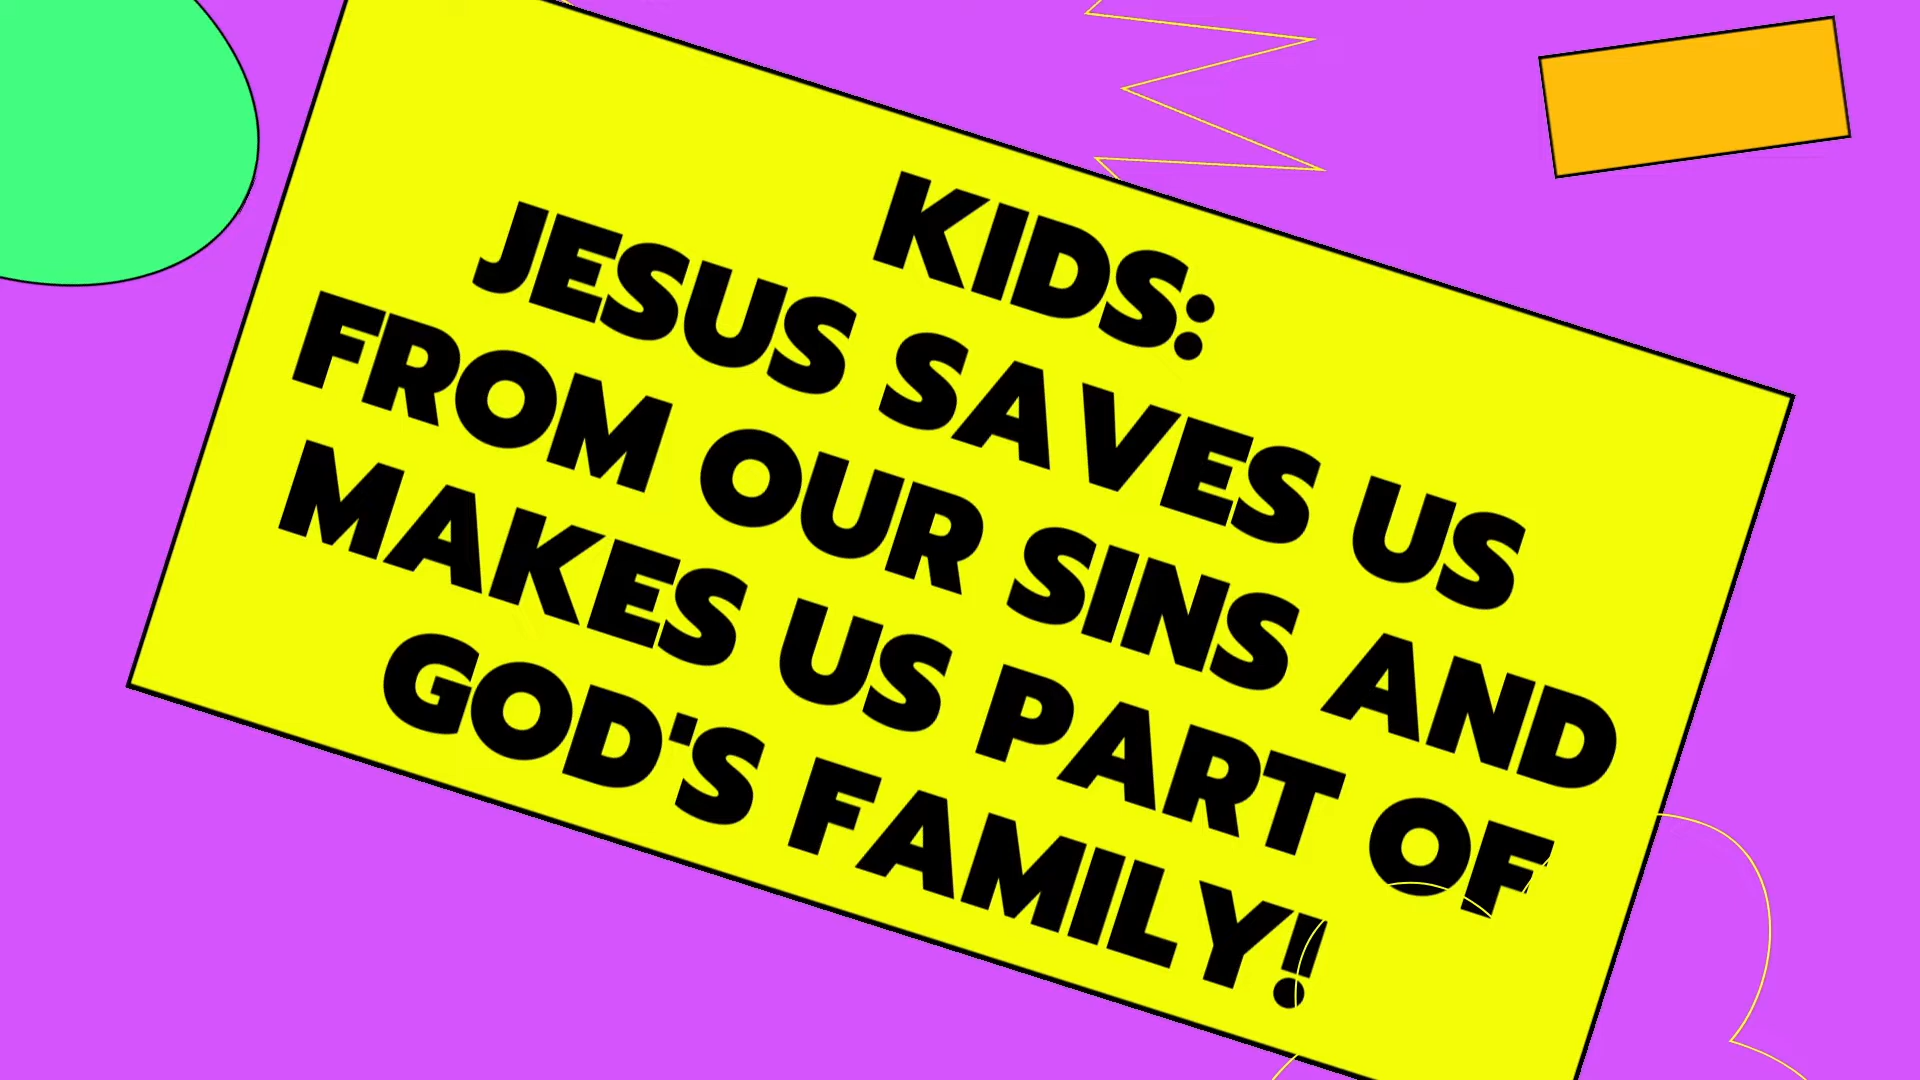 KIDS:
JESUS SAVES US
FROM OUR SINS AND
MAKES US PART OF
GOD'S FAMILY!